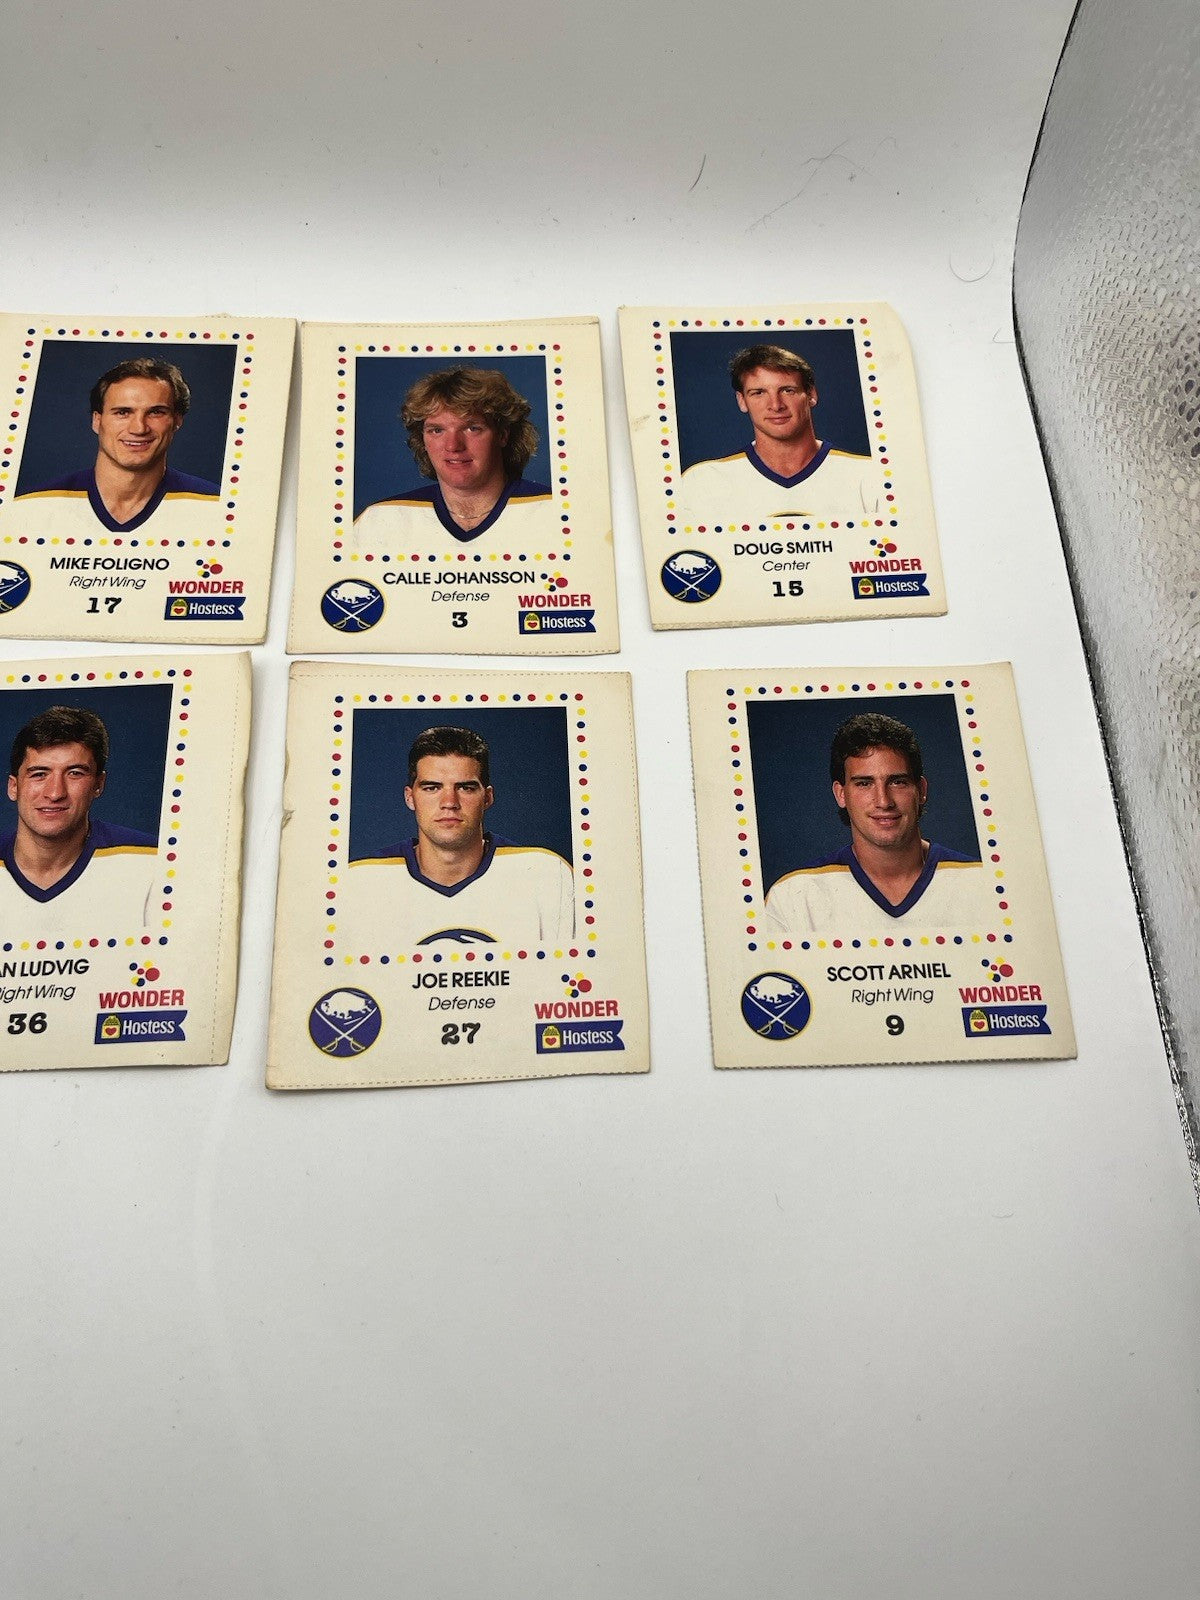 MIKE FOLIGNO
Right Wing
17
WONDER
Hostess
CALLE JOHANSSON
Defense
3
WONDER
Hostess
DOUG SMITH
Center
15
WONDER
Hostess
AN LUDVIG
Right Wing
36
WONDER
Hostess
JOE REEKIE
Defense
27
WONDER
Hostess
SCOTT ARNIEL
Right Wing
9
WONDER
Hostess